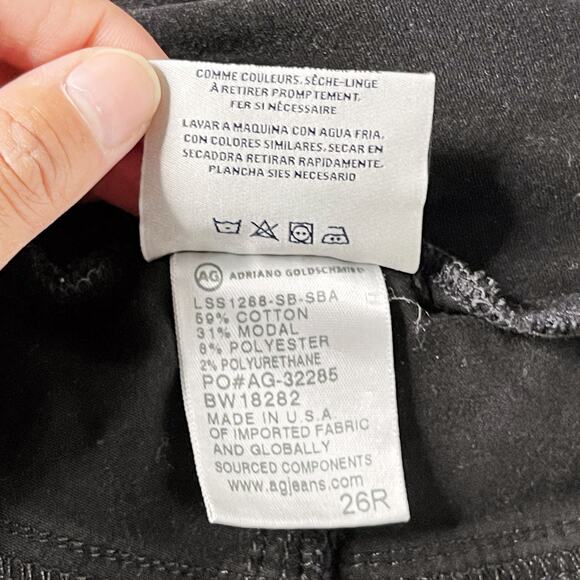 COMME COULEURS. SÈCHE-LINGE
À RETIRER PROMPTEMENT.
FER SI NÉCESSAIRE
LAVAR A MAQUINA CON AGUA FRIA,
CON COLORES SIMILARES. SECAR EN
SECADORA RETIRAR RAPIDAMENTE.
PLANCHA SIES NECESARIO
AG ADRIANO GOLDSCHMIED
LSS1268-SB-SBA
59% COTTON
31% MODAL
8% POLYESTER
2% POLYURETHANE
PO#AG-32285
BW18282
MADE IN U.S.A.
OF IMPORTED FABRIC
AND GLOBALLY
SOURCED COMPONENTS
www.agjeans.com
26R